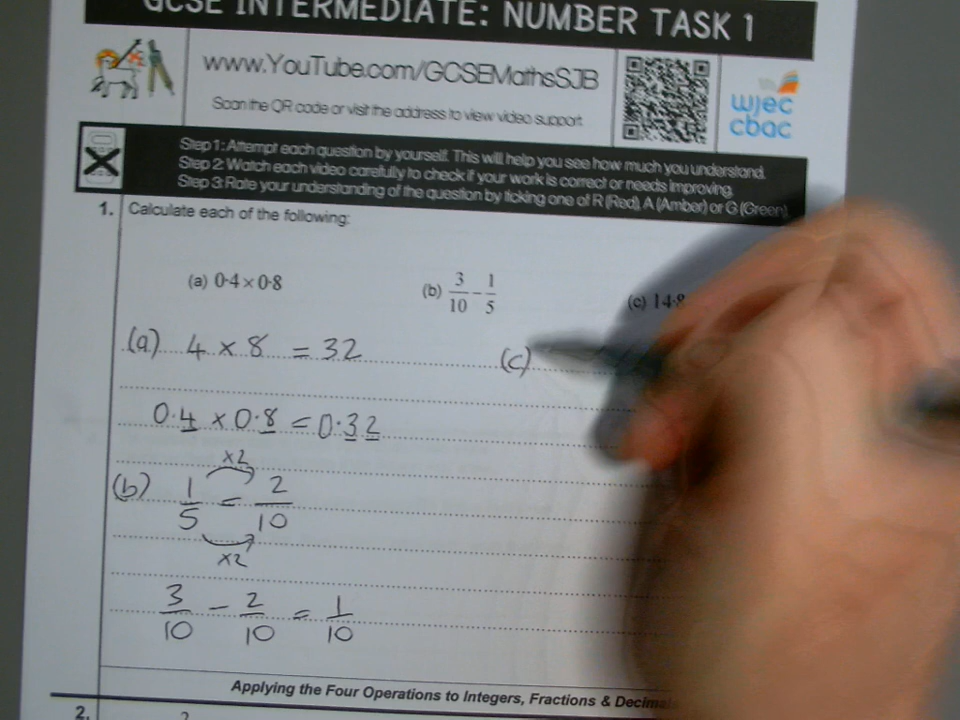 GCSE INTERMEDIATE: NUMBER TASK 1
www.YouTube.com/GCSEMathsSJB
Scan the QR code or visit the address to view video support
wjec
cbac
Step 1: Attempt each question by yourself. This will help you see how much you understand.
Step 2: Watch each video carefully to check if your work is correct or needs improving.
Step 3: Rate your understanding of the question by ticking one of R (Red), A (Amber) or G (Green).
1. Calculate each of the following:
(a) 0·4 × 0·8 (b) 3/10 − 1/5 (c) 14·8
(a) 4 × 8 = 32 (c)
0.4 × 0.8 = 0.32
×2
(b) 1/5 = 2/10
×2
3/10 − 2/10 = 1/10
Applying the Four Operations to Integers, Fractions &
2.